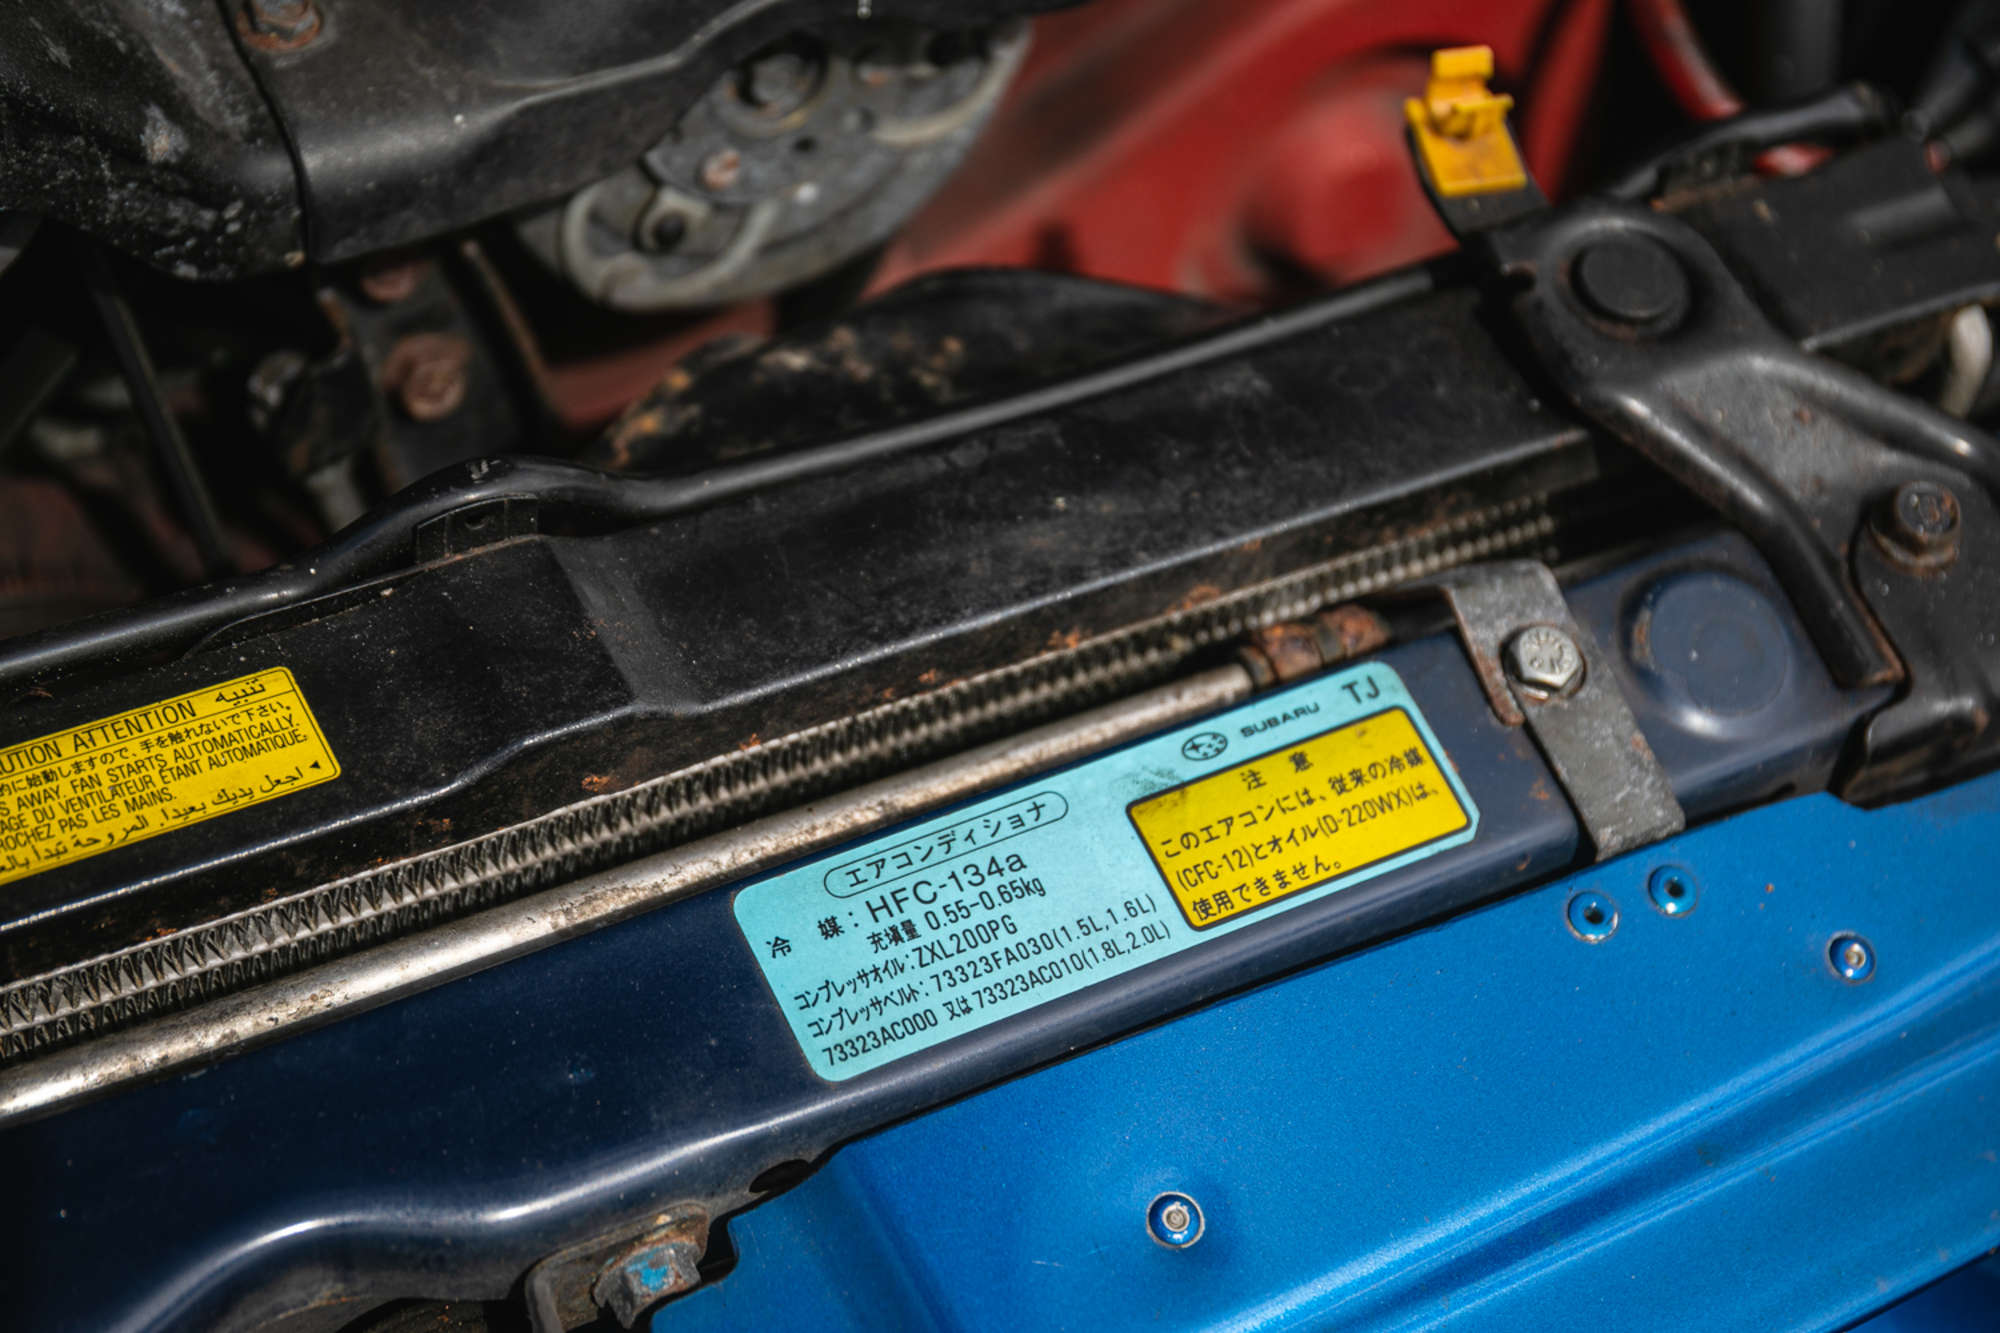 UTION ATTENTION تنبيه
的に始動しますので、手を触れないで下さい。
S AWAY. FAN STARTS AUTOMATICALLY.
AGE DU VENTILATEUR ÉTANT AUTOMATIQUE,
ROCHEZ PAS LES MAINS.
اجعل يديك بعيدا. المروحة تبدأ
SUBARU TJ
エアコンディショナ
冷媒：HFC-134a
充塡量 0.55-0.65kg
コンプレッサオイル：ZXL200PG
コンプレッサベルト：73323FA030(1.5L,1.6L)
73323AC000 又は 73323AC010(1.8L,2.0L)
注意
このエアコンには、従来の冷媒
(CFC-12)とオイル(D-220WX)は、
使用できません。